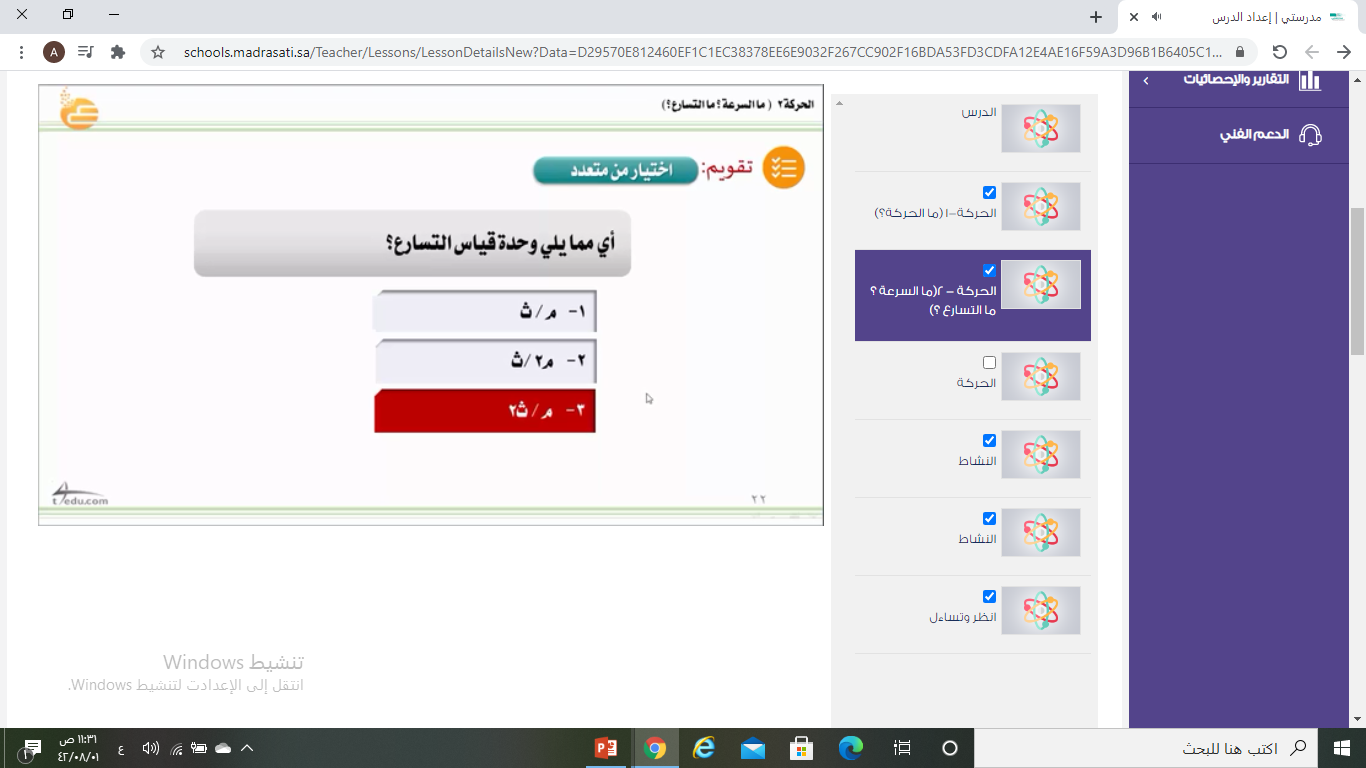 مدرستي | إعداد الدرس
schools.madrasati.sa/Teacher/Lessons/LessonDetailsNew?Data=D29570E812460EF1C1EC38378EE6E9032F267CC902F16BDA53FD3CDFA12E4AE16F59A3D96B1B6405C1...
A
التقارير والإحصائيات
الدعم الفني
الدرس
الحركة-١ (ما الحركة؟)
الحركة - ٢(ما السرعة ؟
ما التسارع ؟)
الحركة
النشاط
النشاط
انظر وتساءل
الحركة٢ ( ما السرعة؟ ما التسارع؟)
تقويم:
اختيار من متعدد
أي مما يلي وحدة قياس التسارع؟
١- م/ث
٢- م٢/ث
٣- م/ث٢
t4edu.com
٢٢
تنشيط Windows
انتقل إلى الإعدادت لتنشيط Windows.
اكتب هنا للبحث
ع
١١:٣١ ص
٤٢/٠٨/٠١
١